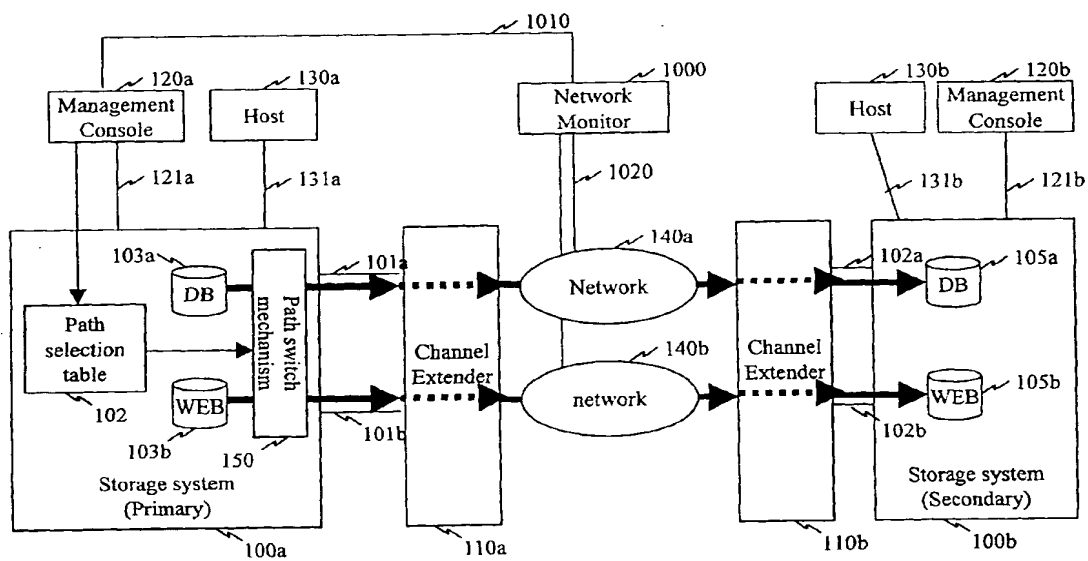 1010
120a
130a
1000
130b
120b
Management
Console
Host
Network
Monitor
Host
Management
Console
121a
131a
1020
131b
121b
103a
101a
140a
102a
105a
DB
Path switch
mechanism
Network
DB
Path
selection
table
Channel
Extender
140b
Channel
Extender
WEB
network
WEB
105b
102
103b
150
101b
102b
Storage system
(Primary)
Storage system
(Secondary)
100a
110a
110b
100b